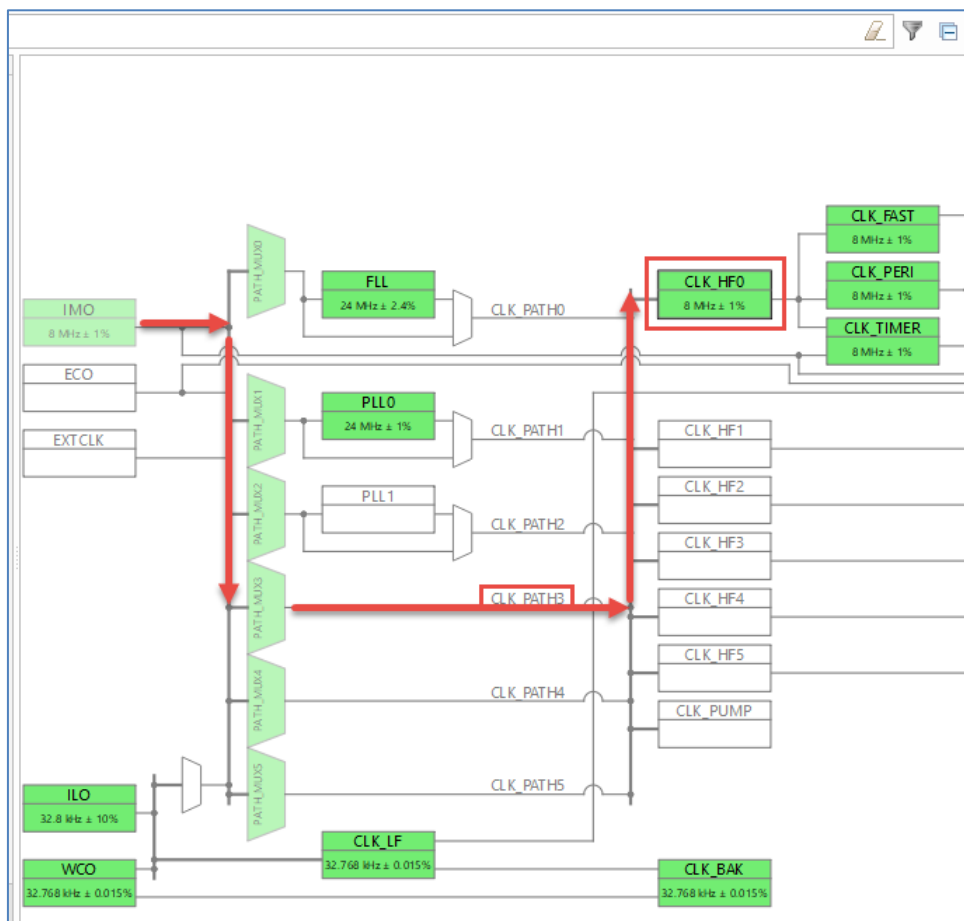 CLK_FAST
8 MHz ± 1%
PATH_MUX0
FLL
24 MHz ± 2.4%
CLK_HF0
8 MHz ± 1%
CLK_PERI
8 MHz ± 1%
IMO
8 MHz ± 1%
CLK_PATH0
CLK_TIMER
8 MHz ± 1%
ECO
PATH_MUX1
PLL0
24 MHz ± 1%
EXTCLK
CLK_PATH1
CLK_HF1
PATH_MUX2
PLL1
CLK_HF2
CLK_PATH2
CLK_HF3
PATH_MUX3
CLK_PATH3
CLK_HF4
CLK_HF5
PATH_MUX4
CLK_PATH4
CLK_PUMP
PATH_MUX5
CLK_PATH5
ILO
32.8 kHz ± 10%
CLK_LF
32.768 kHz ± 0.015%
WCO
32.768 kHz ± 0.015%
CLK_BAK
32.768 kHz ± 0.015%